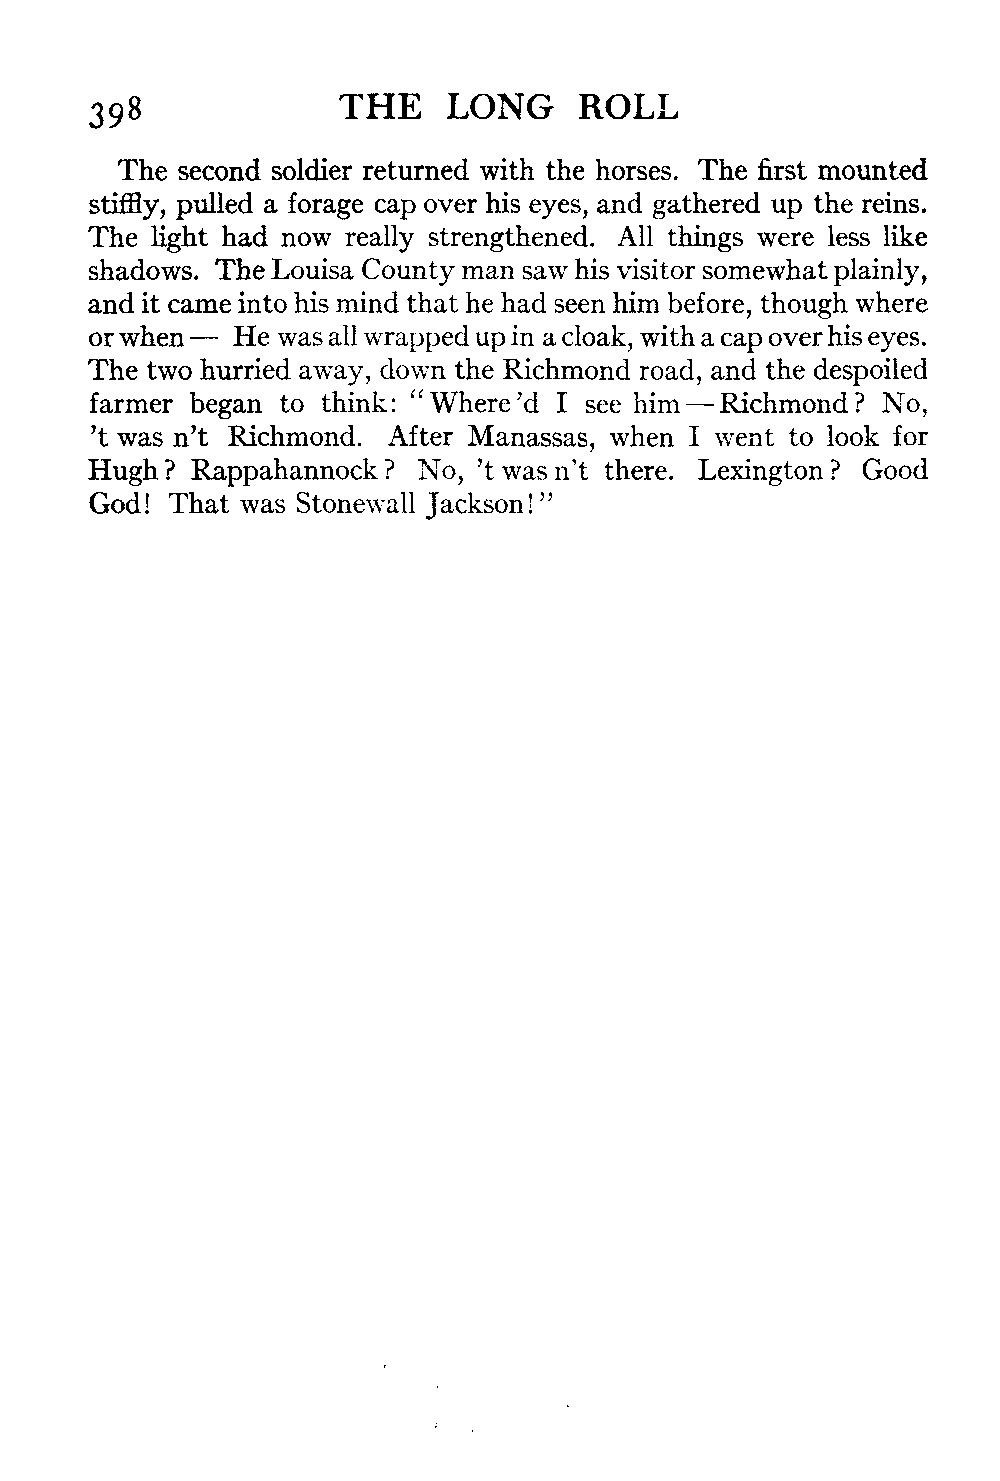 398 THE LONG ROLL
The second soldier returned with the horses. The first mounted
stiffly, pulled a forage cap over his eyes, and gathered up the reins.
The light had now really strengthened. All things were less like
shadows. The Louisa County man saw his visitor somewhat plainly,
and it came into his mind that he had seen him before, though where
or when — He was all wrapped up in a cloak, with a cap over his eyes.
The two hurried away, down the Richmond road, and the despoiled
farmer began to think: "Where'd I see him — Richmond? No,
't was n't Richmond. After Manassas, when I went to look for
Hugh? Rappahannock? No, 't was n't there. Lexington? Good
God! That was Stonewall Jackson!"